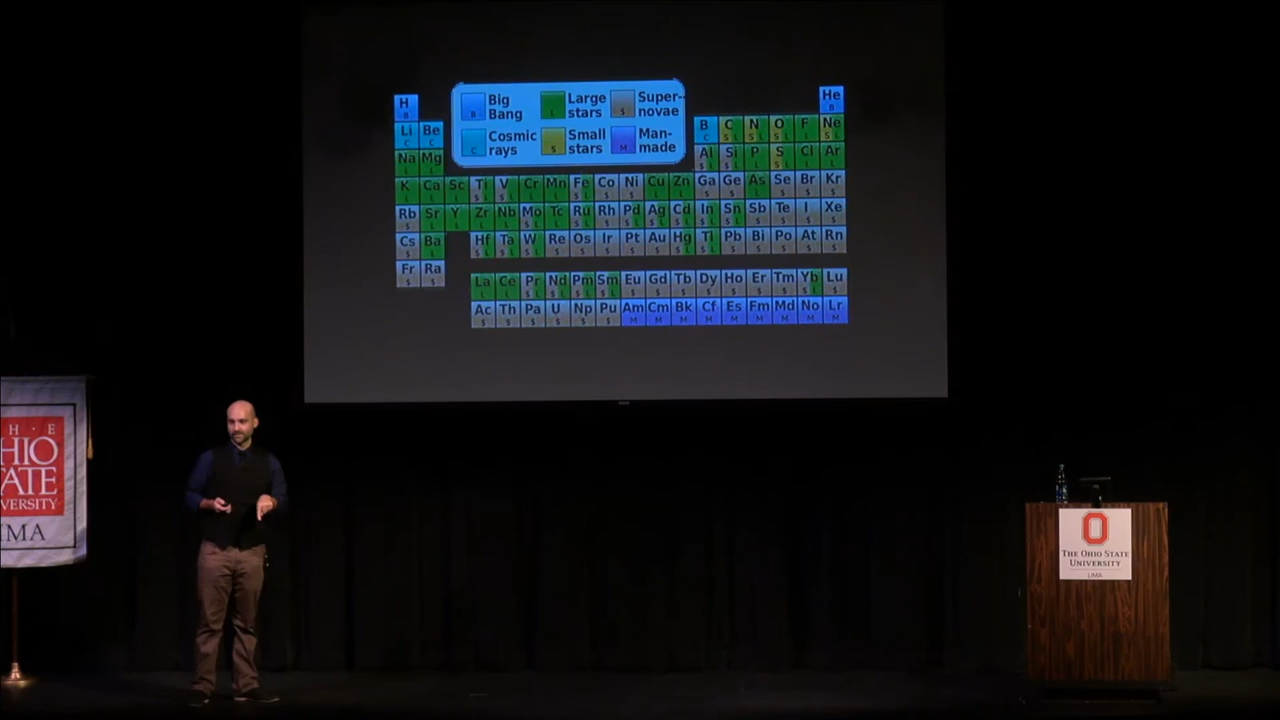 H He
Big Bang Large stars Super- novae
B L $
Cosmic rays Small stars Man- made
C S M
Li Be B C N O F Ne
Na Mg Al Si P S Cl Ar
K Ca Sc Ti V Cr Mn Fe Co Ni Cu Zn Ga Ge As Se Br Kr
Rb Sr Y Zr Nb Mo Tc Ru Rh Pd Ag Cd In Sn Sb Te I Xe
Cs Ba Hf Ta W Re Os Ir Pt Au Hg Tl Pb Bi Po At Rn
Fr Ra
La Ce Pr Nd Pm Sm Eu Gd Tb Dy Ho Er Tm Yb Lu
Ac Th Pa U Np Pu Am Cm Bk Cf Es Fm Md No Lr
M M M M M M M M M
H·E
HIO
ATE
VERSITY
IMA
O
THE OHIO STATE
UNIVERSITY
LIMA